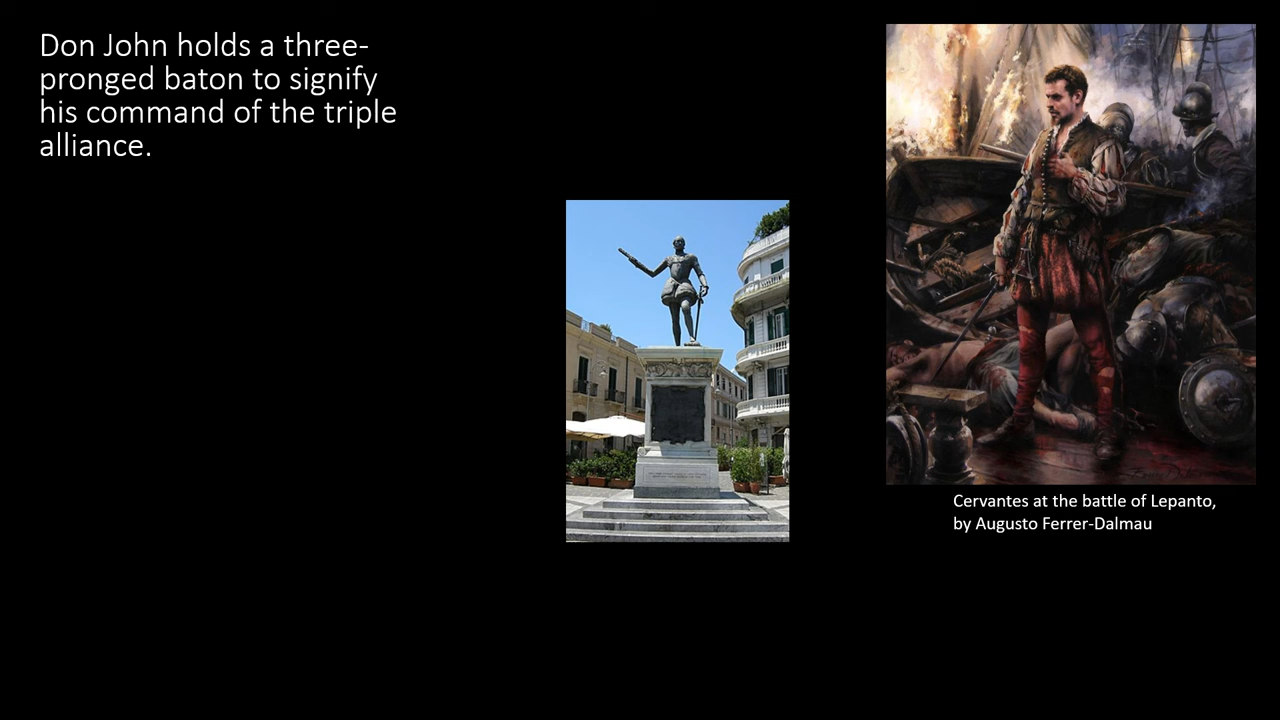 Don John holds a three-
pronged baton to signify
his command of the triple
alliance.
Cervantes at the battle of Lepanto,
by Augusto Ferrer-Dalmau